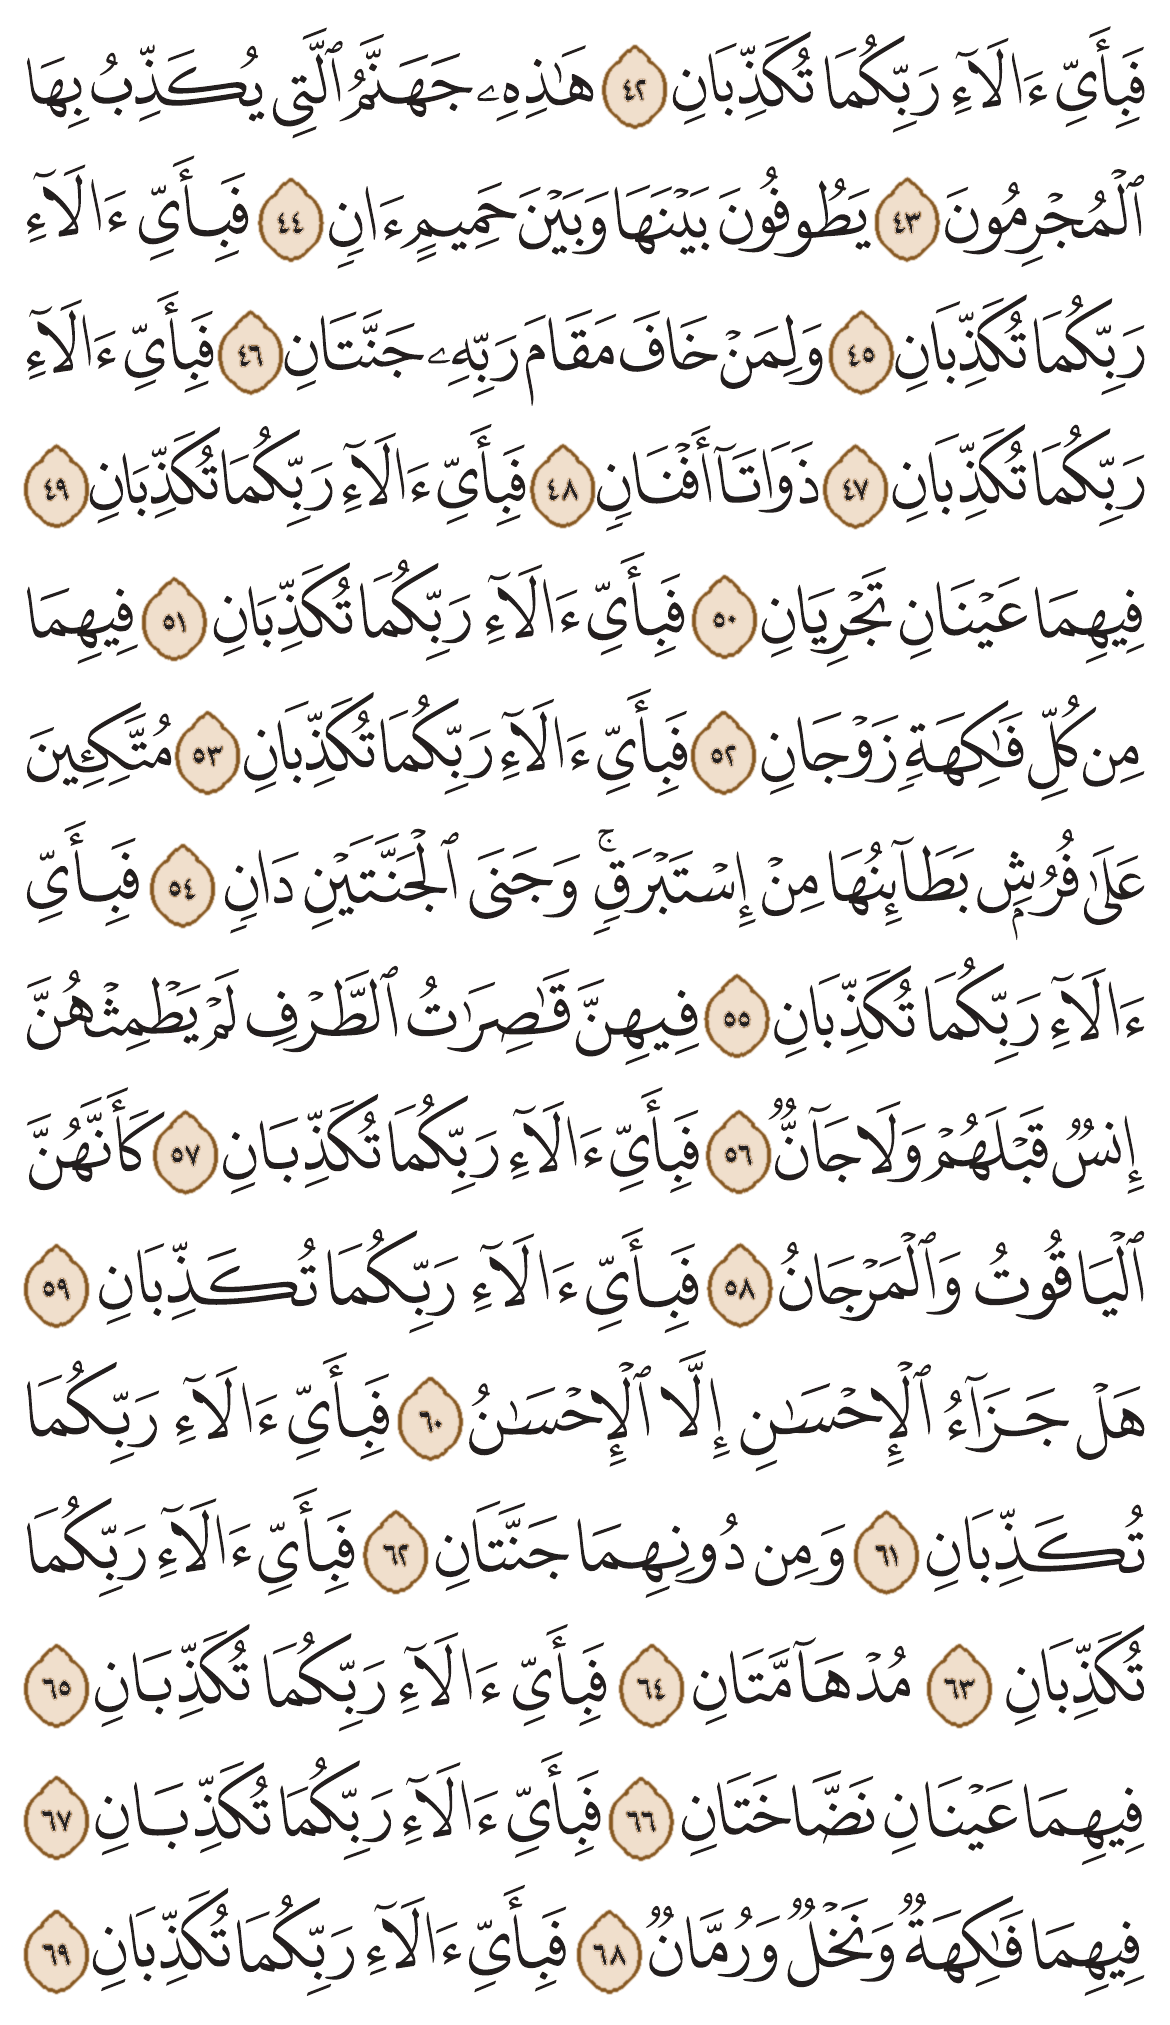 فَبِأَىِّ ءَالَآءِ رَبِّكُمَا تُكَذِّبَانِ ٤٢ هَٰذِهِۦ جَهَنَّمُ ٱلَّتِى يُكَذِّبُ بِهَا
ٱلْمُجْرِمُونَ ٤٣ يَطُوفُونَ بَيْنَهَا وَبَيْنَ حَمِيمٍ ءَانٍ ٤٤ فَبِأَىِّ ءَالَآءِ
رَبِّكُمَا تُكَذِّبَانِ ٤٥ وَلِمَنْ خَافَ مَقَامَ رَبِّهِۦ جَنَّتَانِ ٤٦ فَبِأَىِّ ءَالَآءِ
رَبِّكُمَا تُكَذِّبَانِ ٤٧ ذَوَاتَآ أَفْنَانٍ ٤٨ فَبِأَىِّ ءَالَآءِ رَبِّكُمَا تُكَذِّبَانِ ٤٩
فِيهِمَا عَيْنَانِ تَجْرِيَانِ ٥٠ فَبِأَىِّ ءَالَآءِ رَبِّكُمَا تُكَذِّبَانِ ٥١ فِيهِمَا
مِن كُلِّ فَٰكِهَةٍ زَوْجَانِ ٥٢ فَبِأَىِّ ءَالَآءِ رَبِّكُمَا تُكَذِّبَانِ ٥٣ مُتَّكِـِٔينَ
عَلَىٰ فُرُشٍۭ بَطَآئِنُهَا مِنْ إِسْتَبْرَقٍۚ وَجَنَى ٱلْجَنَّتَيْنِ دَانٍ ٥٤ فَبِأَىِّ
ءَالَآءِ رَبِّكُمَا تُكَذِّبَانِ ٥٥ فِيهِنَّ قَٰصِرَٰتُ ٱلطَّرْفِ لَمْ يَطْمِثْهُنَّ
إِنسٌ قَبْلَهُمْ وَلَا جَآنٌّ ٥٦ فَبِأَىِّ ءَالَآءِ رَبِّكُمَا تُكَذِّبَانِ ٥٧ كَأَنَّهُنَّ
ٱلْيَاقُوتُ وَٱلْمَرْجَانُ ٥٨ فَبِأَىِّ ءَالَآءِ رَبِّكُمَا تُكَذِّبَانِ ٥٩
هَلْ جَزَآءُ ٱلْإِحْسَٰنِ إِلَّا ٱلْإِحْسَٰنُ ٦٠ فَبِأَىِّ ءَالَآءِ رَبِّكُمَا
تُكَذِّبَانِ ٦١ وَمِن دُونِهِمَا جَنَّتَانِ ٦٢ فَبِأَىِّ ءَالَآءِ رَبِّكُمَا
تُكَذِّبَانِ ٦٣ مُدْهَآمَّتَانِ ٦٤ فَبِأَىِّ ءَالَآءِ رَبِّكُمَا تُكَذِّبَانِ ٦٥
فِيهِمَا عَيْنَانِ نَضَّاخَتَانِ ٦٦ فَبِأَىِّ ءَالَآءِ رَبِّكُمَا تُكَذِّبَانِ ٦٧
فِيهِمَا فَٰكِهَةٌ وَنَخْلٌ وَرُمَّانٌ ٦٨ فَبِأَىِّ ءَالَآءِ رَبِّكُمَا تُكَذِّبَانِ ٦٩